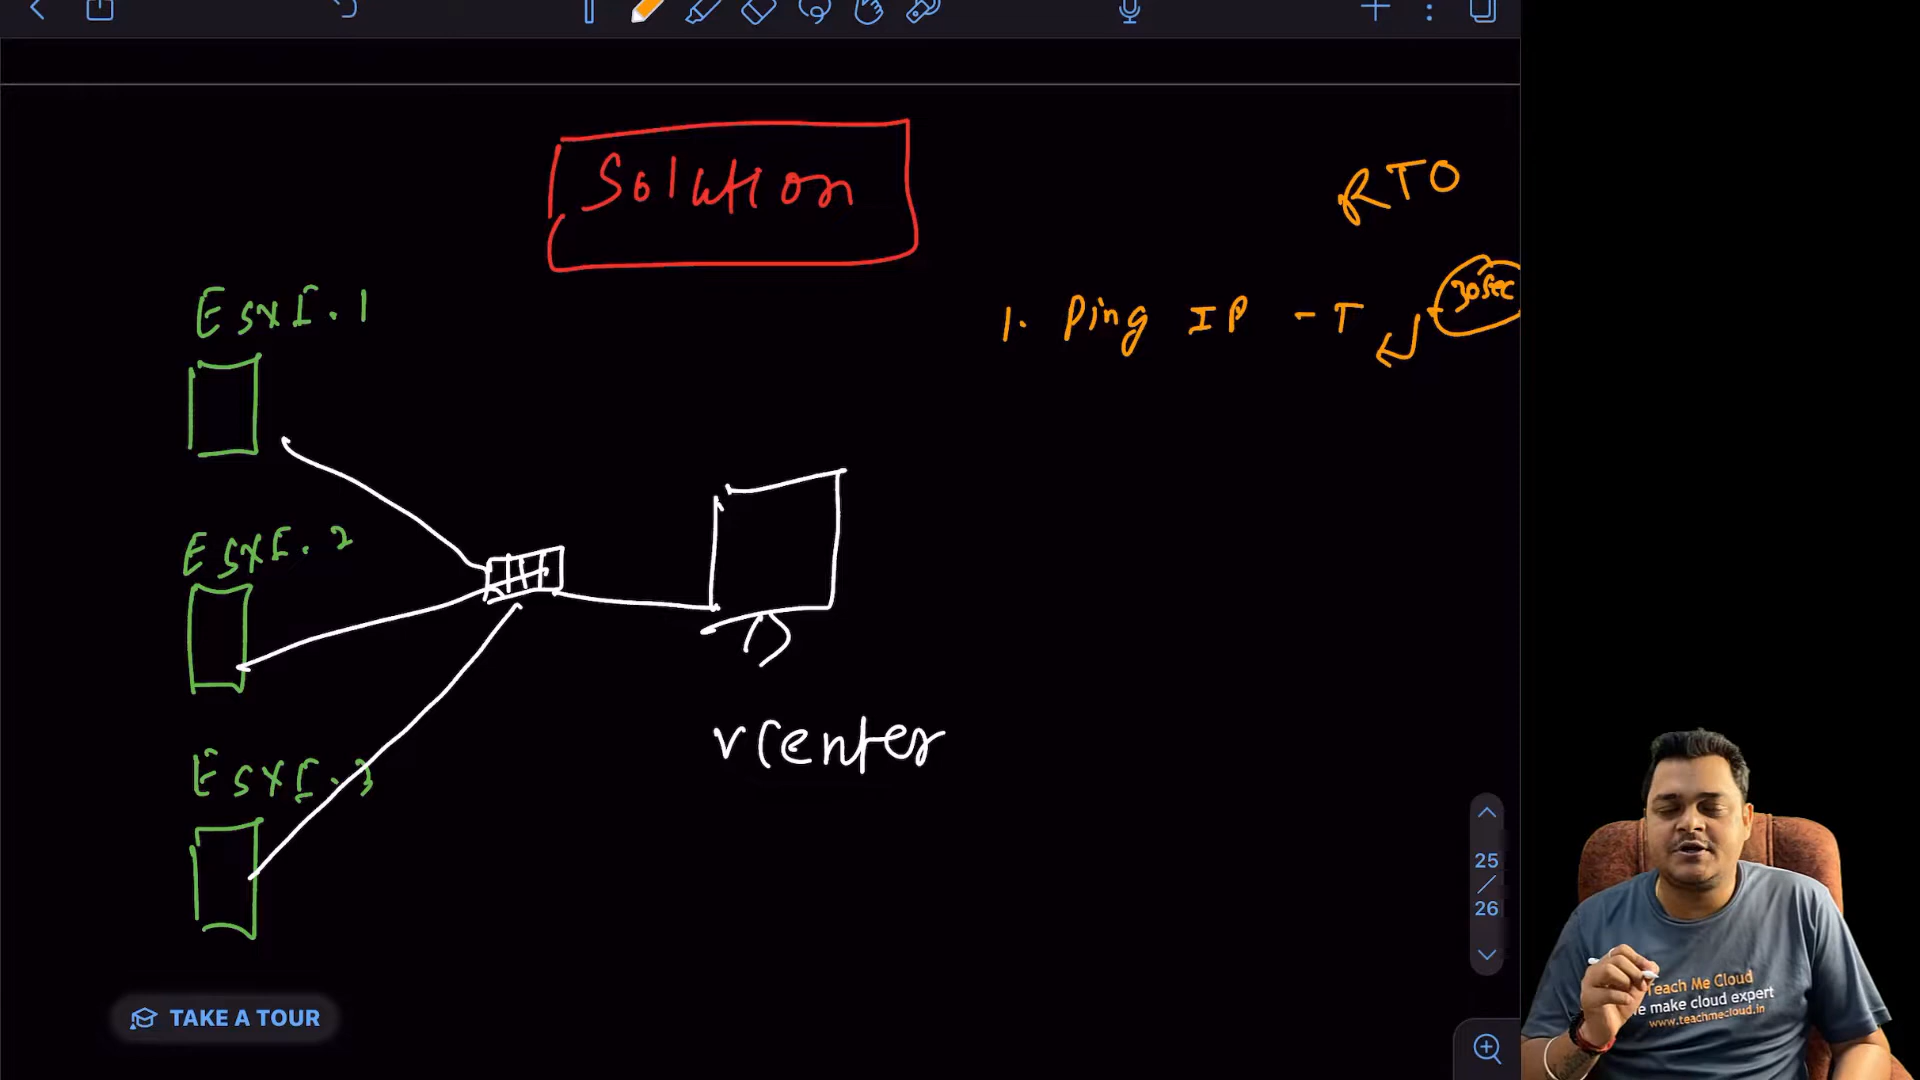 Solution
RTO
30sec
1. Ping IP - T
ESXI.1
ESXI.2
vCenter
ESXI.3
25
26
TAKE A TOUR
Teach Me Cloud
e make cloud expert
www.teachmecloud.in